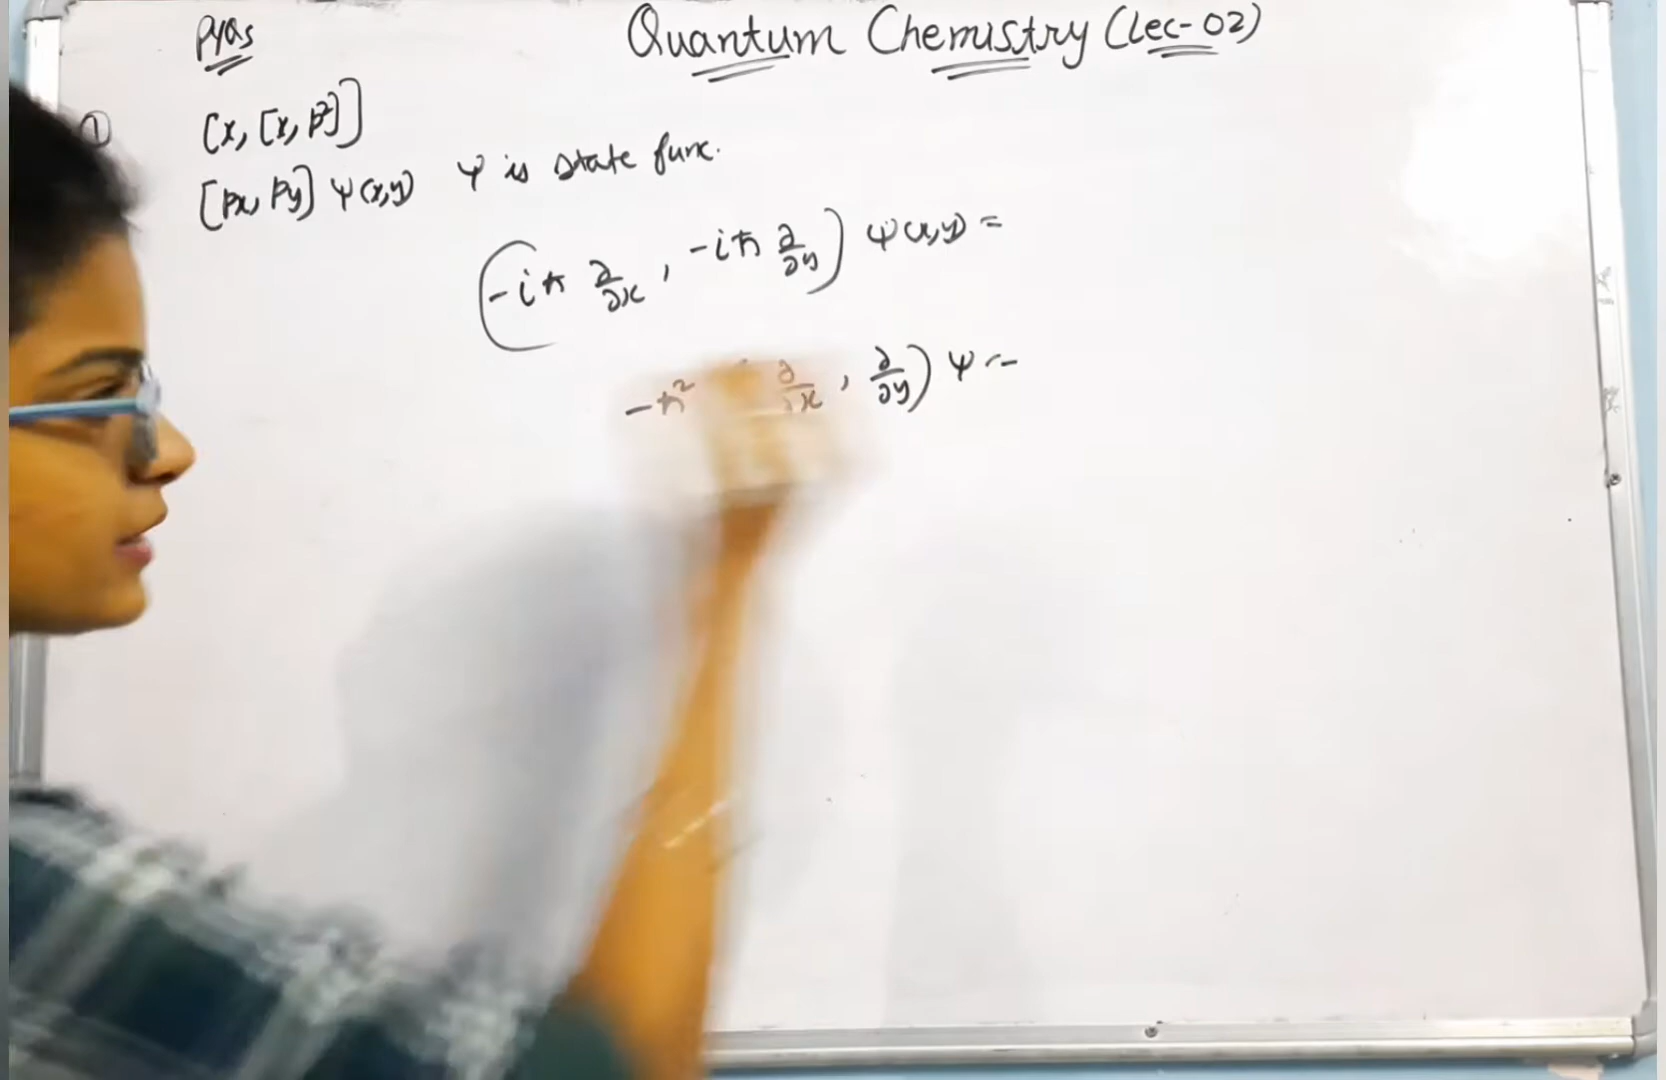 Quantum Chemistry (Lec-02)
PYQs
① [x, [x, p²]]
[px, py] ψ(x,y) ψ is state func.
(-iħ ∂/∂x, -iħ ∂/∂y) ψ(x,y) =
-ħ² ∂/∂x, ∂/∂y) ψ =